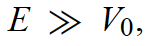 E ≫ V₀,